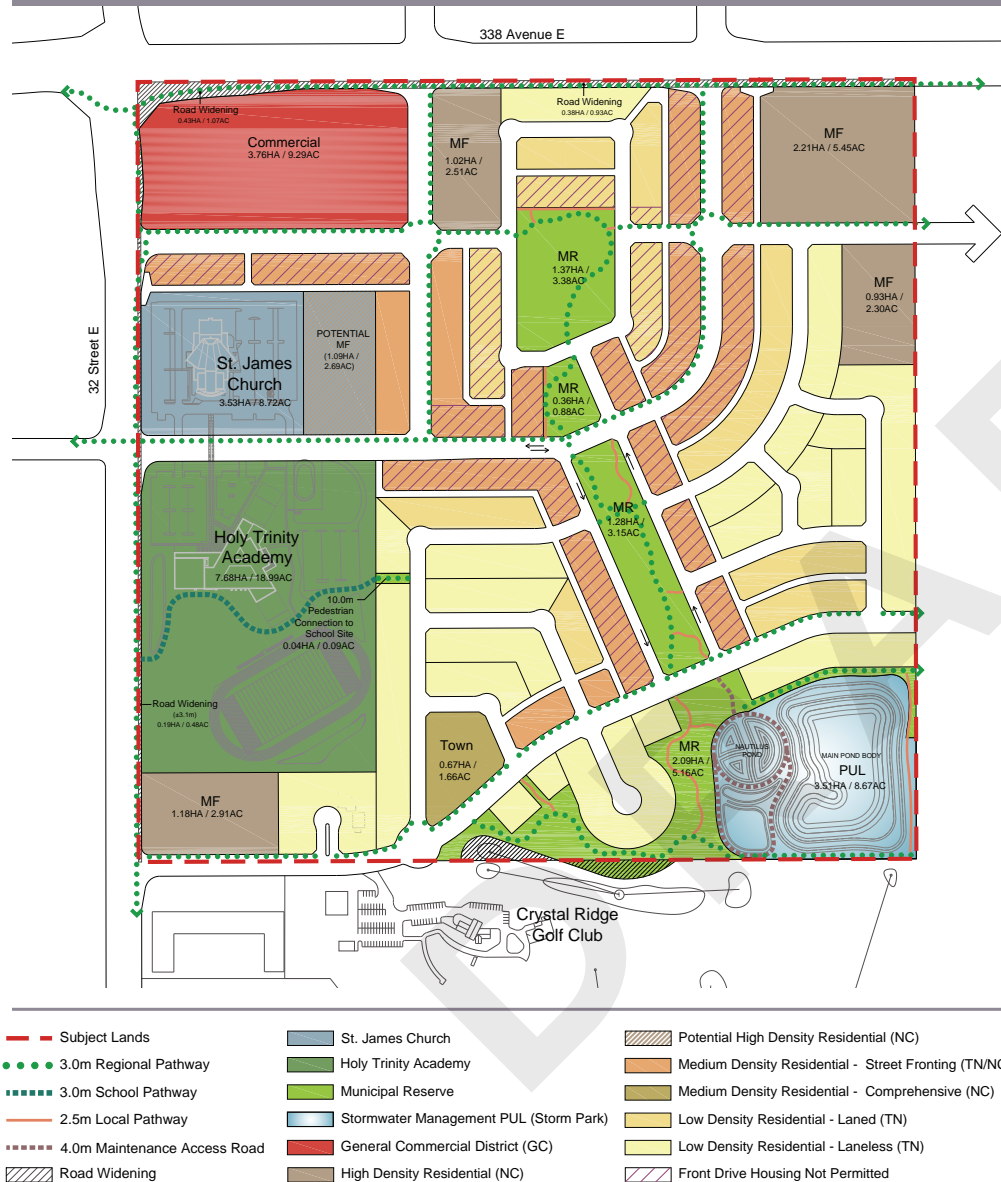 338 Avenue E
Road Widening
0.43HA / 1.07AC
Road Widening
0.38HA / 0.93AC
Commercial
3.76HA / 9.29AC
MF
1.02HA /
2.51AC
MF
2.21HA / 5.45AC
MR
1.37HA /
3.38AC
MF
0.93HA /
2.30AC
32 Street E
POTENTIAL
MF
(1.09HA /
2.69AC)
St. James
Church
3.53HA / 8.72AC
MR
0.36HA /
0.88AC
MR
1.28HA /
3.15AC
Holy Trinity
Academy
7.68HA / 18.99AC
10.0m
Pedestrian
Connection to
School Site
0.04HA / 0.09AC
Road Widening
(±3.1m)
0.19HA / 0.48AC
Town
0.67HA /
1.66AC
MR
2.09HA /
5.16AC
NAUTILUS
POND
MAIN POND BODY
PUL
3.51HA / 8.67AC
MF
1.18HA / 2.91AC
Crystal Ridge
Golf Club
DRA
Subject Lands
3.0m Regional Pathway
3.0m School Pathway
2.5m Local Pathway
4.0m Maintenance Access Road
Road Widening
St. James Church
Holy Trinity Academy
Municipal Reserve
Stormwater Management PUL (Storm Park)
General Commercial District (GC)
High Density Residential (NC)
Potential High Density Residential (NC)
Medium Density Residential - Street Fronting (TN/NC
Medium Density Residential - Comprehensive (NC)
Low Density Residential - Laned (TN)
Low Density Residential - Laneless (TN)
Front Drive Housing Not Permitted